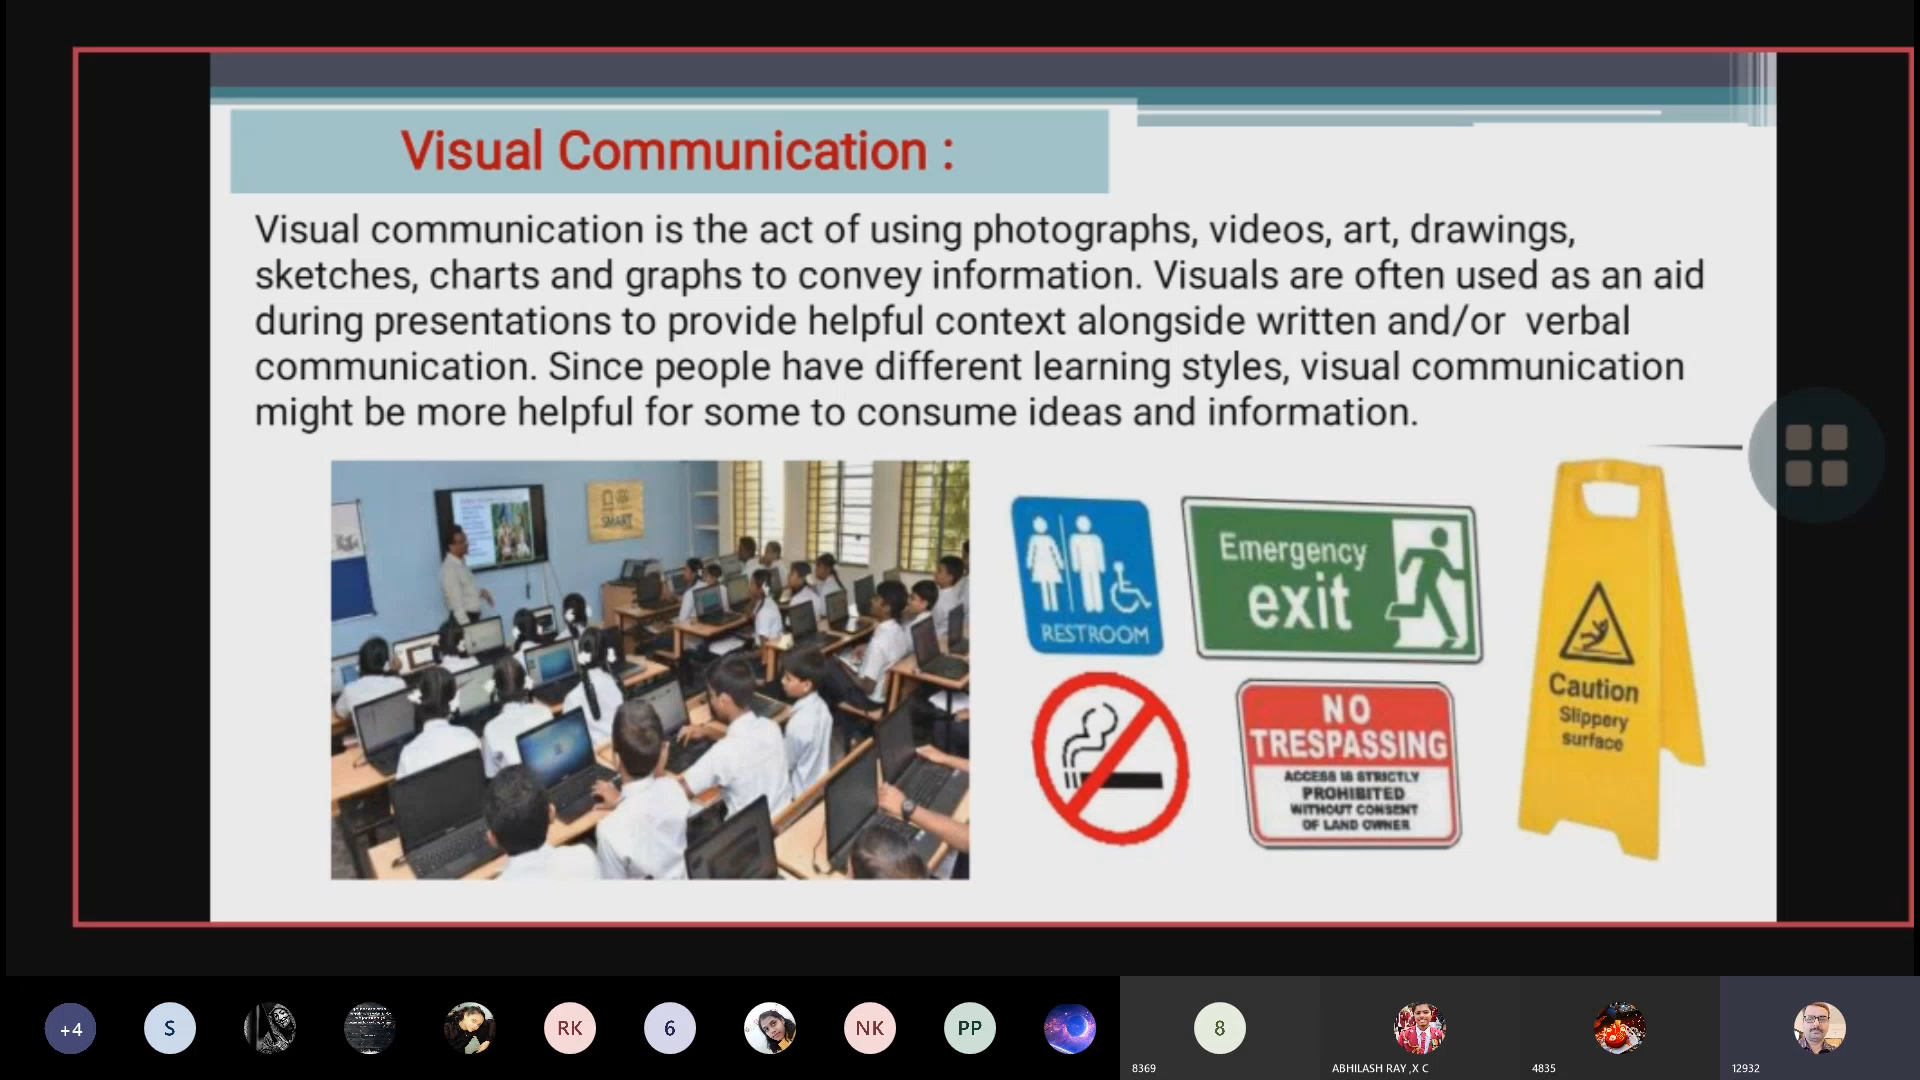 Visual Communication :
Visual communication is the act of using photographs, videos, art, drawings,
sketches, charts and graphs to convey information. Visuals are often used as an aid
during presentations to provide helpful context alongside written and/or verbal
communication. Since people have different learning styles, visual communication
might be more helpful for some to consume ideas and information.
SMART
RESTROOM
Emergency
exit
NO
TRESPASSING
ACCESS IS STRICTLY
PROHIBITED
WITHOUT CONSENT
OF LAND OWNER
Caution
Slippery
surface
+4
S
RK
6
NK
PP
8
8369
ABHILASH RAY ,X C
4835
12932